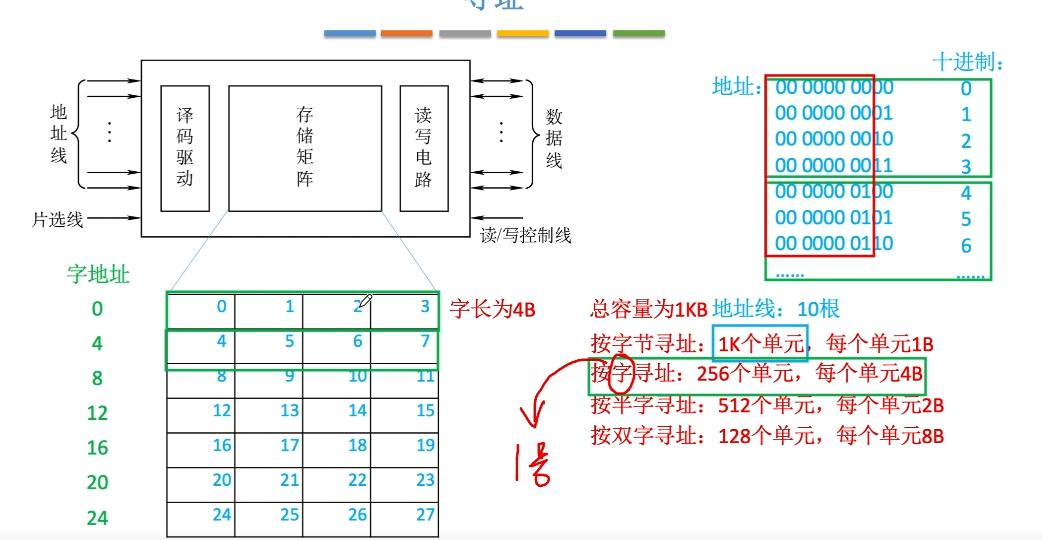 寻址
地址线
译码驱动
存储矩阵
读写电路
数据线
片选线
读/写控制线
十进制：
地址：
00 0000 0000 0
00 0000 0001 1
00 0000 0010 2
00 0000 0011 3
00 0000 0100 4
00 0000 0101 5
00 0000 0110 6
...... ......
字地址
0 0 1 2 3 字长为4B
4 4 5 6 7
8 8 9 10 11
12 12 13 14 15
16 16 17 18 19
20 20 21 22 23
24 24 25 26 27
总容量为1KB 地址线：10根
按字节寻址：1K个单元，每个单元1B
按字寻址：256个单元，每个单元4B
按半字寻址：512个单元，每个单元2B
按双字寻址：128个单元，每个单元8B
1号